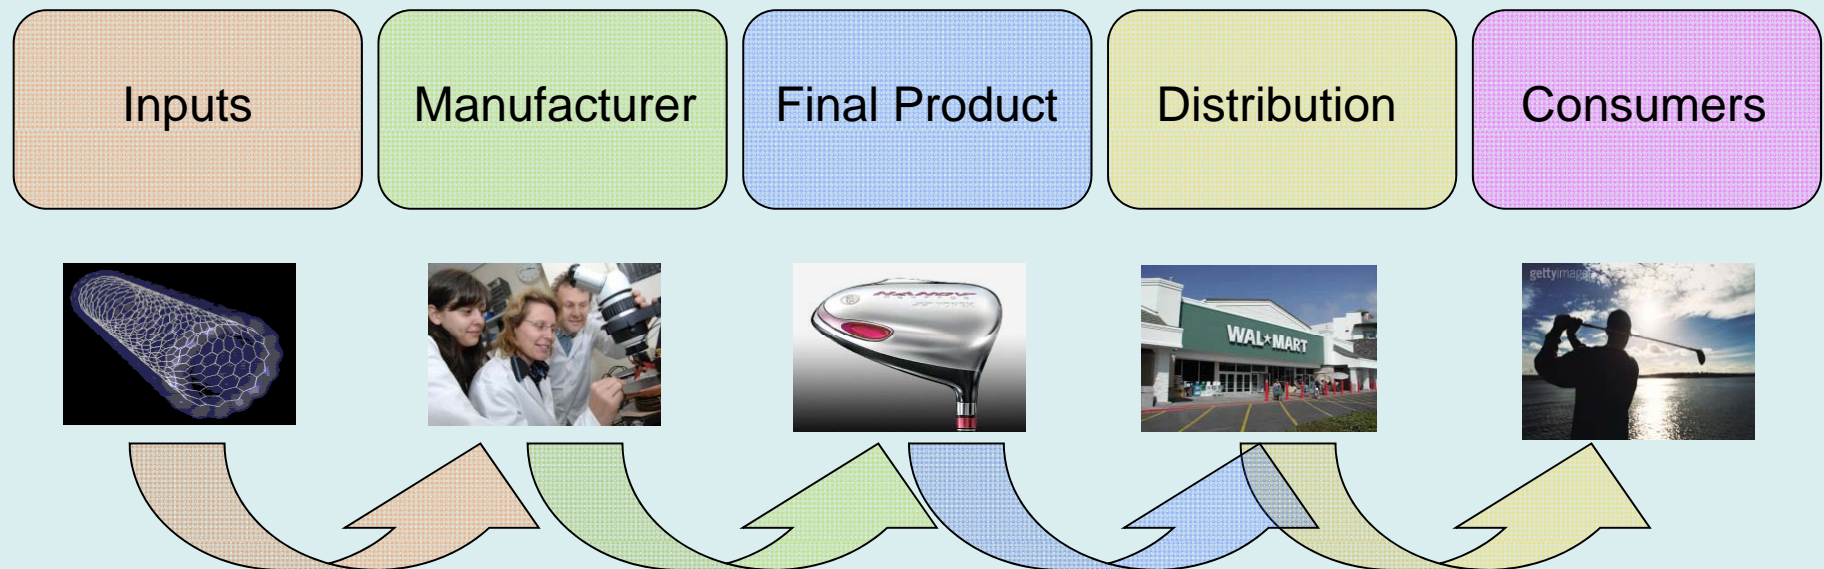 Inputs
Manufacturer
Final Product
Distribution
Consumers
WAL★MART
gettyimages